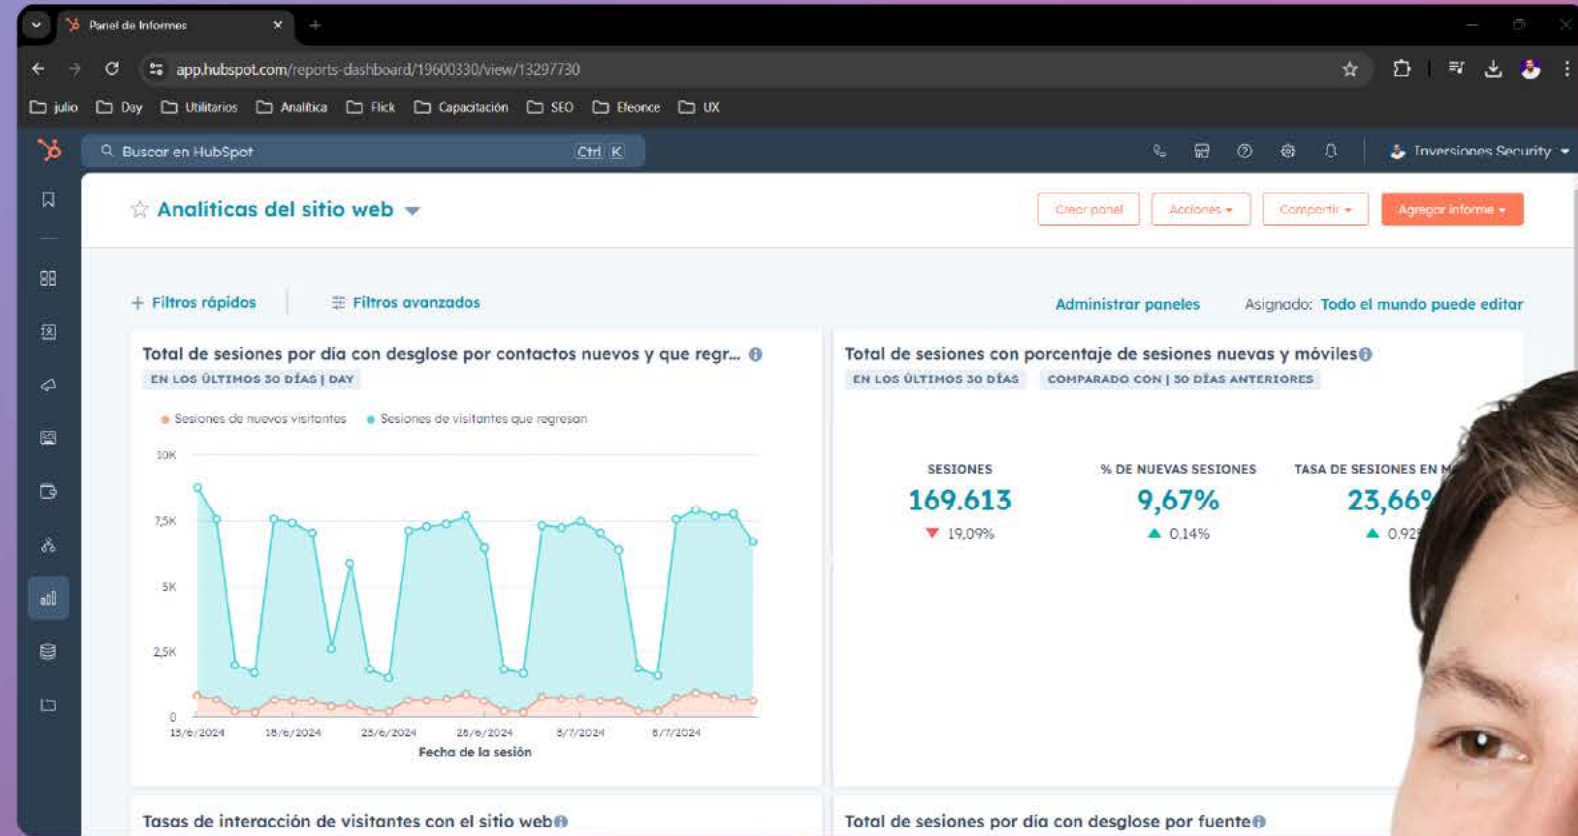 Panel de Informes
app.hubspot.com/reports-dashboard/19600330/view/13297730
julio Day Utilitarios Analítica Flick Capacitación SEO Efeonce UX
Buscar en HubSpot Ctrl K Inversiones Security
Analíticas del sitio web Crear panel Acciones Compartir Agregar informe
+ Filtros rápidos Filtros avanzados Administrar paneles Asignado: Todo el mundo puede editar
Total de sesiones por día con desglose por contactos nuevos y que regr...
EN LOS ÚLTIMOS 30 DÍAS | DAY
Sesiones de nuevos visitantes Sesiones de visitantes que regresan
10K
7,5K
5K
2,5K
0
13/6/2024 18/6/2024 23/6/2024 28/6/2024 3/7/2024 8/7/2024
Fecha de la sesión
Total de sesiones con porcentaje de sesiones nuevas y móviles
EN LOS ÚLTIMOS 30 DÍAS COMPARADO CON | 30 DÍAS ANTERIORES
SESIONES % DE NUEVAS SESIONES TASA DE SESIONES EN
169.613 9,67% 23,66%
19,09% 0.14% 0.92
Tasas de interacción de visitantes con el sitio web
Total de sesiones por día con desglose por fuente